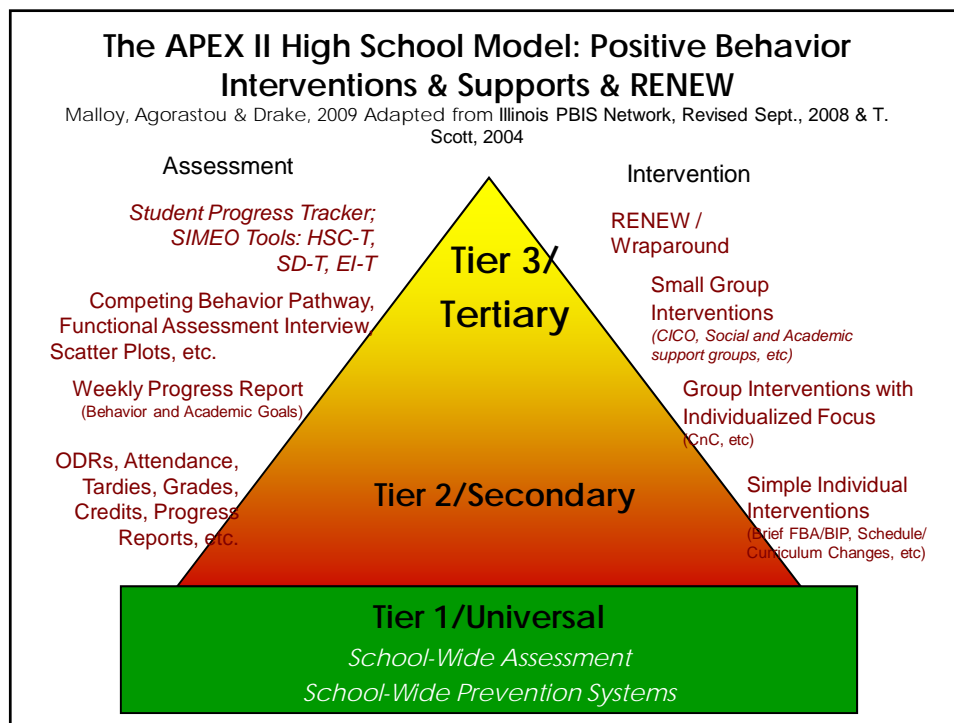 The APEX II High School Model: Positive Behavior
Interventions & Supports & RENEW
Malloy, Agorastou & Drake, 2009 Adapted from Illinois PBIS Network, Revised Sept., 2008 & T.
Scott, 2004
Assessment
Student Progress Tracker;
SIMEO Tools: HSC-T,
SD-T, EI-T
Competing Behavior Pathway,
Functional Assessment Interview,
Scatter Plots, etc.
Weekly Progress Report
(Behavior and Academic Goals)
ODRs, Attendance,
Tardies, Grades,
Credits, Progress
Reports, etc.
Tier 3/
Tertiary
Tier 2/Secondary
Intervention
RENEW /
Wraparound
Small Group
Interventions
(CICO, Social and Academic
support groups, etc)
Group Interventions with
Individualized Focus
(CnC, etc)
Simple Individual
Interventions
(Brief FBA/BIP, Schedule/
Curriculum Changes, etc)
Tier 1/Universal
School-Wide Assessment
School-Wide Prevention Systems